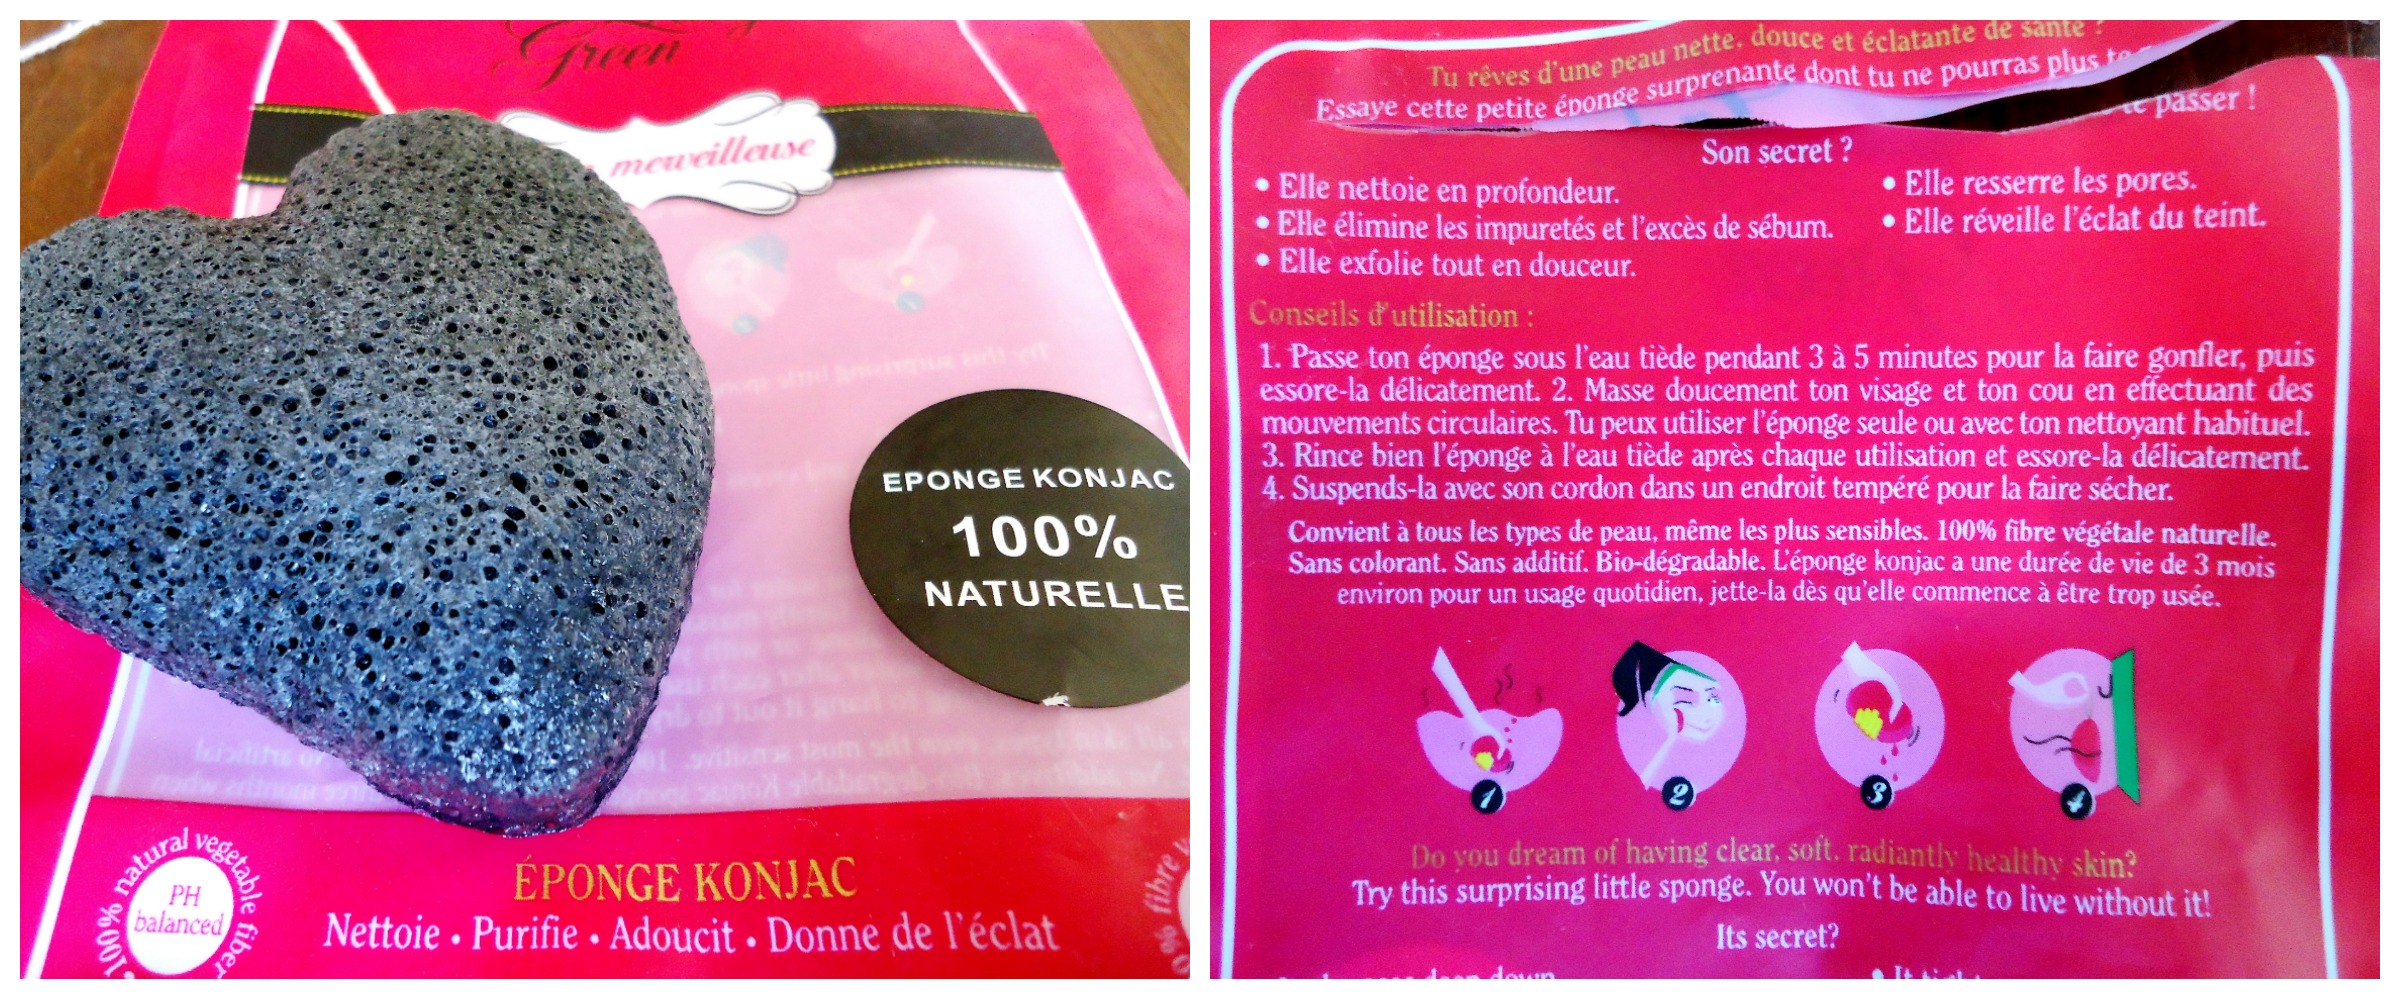 Green
merveilleuse
EPONGE KONJAC
100%
NATURELLE
100% natural vegetable fiber
PH
balanced
ÉPONGE KONJAC
Nettoie • Purifie • Adoucit • Donne de l'éclat
% fibre
Tu rêves d'une peau nette, douce et éclatante de santé ?
Essaye cette petite éponge surprenante dont tu ne pourras plus te passer !
Son secret ?
• Elle nettoie en profondeur.
• Elle élimine les impuretés et l'excès de sébum.
• Elle exfolie tout en douceur.
• Elle resserre les pores.
• Elle réveille l'éclat du teint.
Conseils d'utilisation :
1. Passe ton éponge sous l'eau tiède pendant 3 à 5 minutes pour la faire gonfler, puis
essore-la délicatement. 2. Masse doucement ton visage et ton cou en effectuant des
mouvements circulaires. Tu peux utiliser l'éponge seule ou avec ton nettoyant habituel.
3. Rince bien l'éponge à l'eau tiède après chaque utilisation et essore-la délicatement.
4. Suspends-la avec son cordon dans un endroit tempéré pour la faire sécher.
Convient à tous les types de peau, même les plus sensibles. 100% fibre végétale naturelle.
Sans colorant. Sans additif. Bio-dégradable. L'éponge konjac a une durée de vie de 3 mois
environ pour un usage quotidien, jette-la dès qu'elle commence à être trop usée.
1 2 3 4
Do you dream of having clear, soft, radiantly healthy skin?
Try this surprising little sponge. You won't be able to live without it!
Its secret?